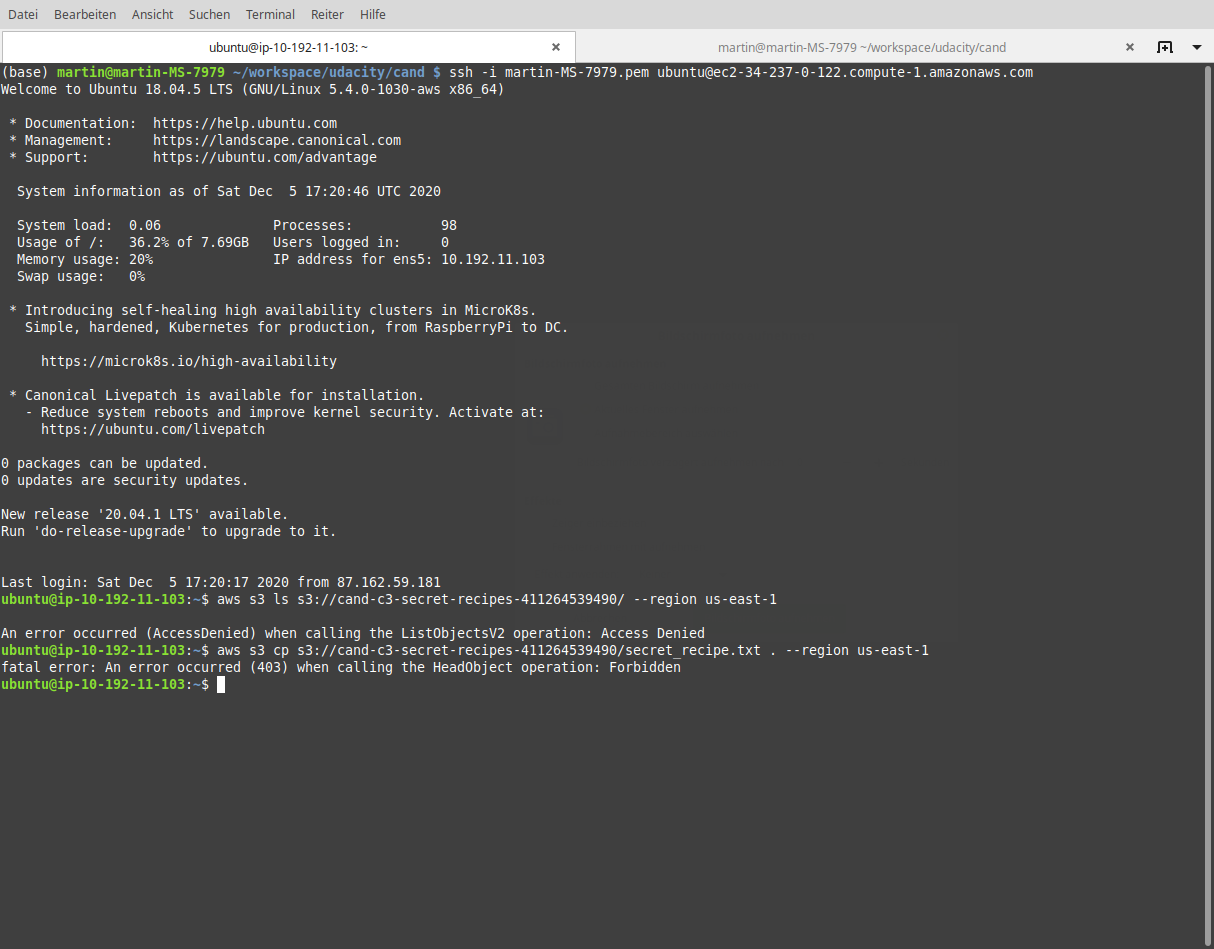 Datei Bearbeiten Ansicht Suchen Terminal Reiter Hilfe
ubuntu@ip-10-192-11-103: ~ martin@martin-MS-7979 ~/workspace/udacity/cand
(base) martin@martin-MS-7979 ~/workspace/udacity/cand $ ssh -i martin-MS-7979.pem ubuntu@ec2-34-237-0-122.compute-1.amazonaws.com
Welcome to Ubuntu 18.04.5 LTS (GNU/Linux 5.4.0-1030-aws x86_64)
* Documentation:  https://help.ubuntu.com
* Management:     https://landscape.canonical.com
* Support:        https://ubuntu.com/advantage
System information as of Sat Dec  5 17:20:46 UTC 2020
System load:  0.06              Processes:           98
Usage of /:   36.2% of 7.69GB   Users logged in:     0
Memory usage: 20%               IP address for ens5: 10.192.11.103
Swap usage:   0%
* Introducing self-healing high availability clusters in MicroK8s.
Simple, hardened, Kubernetes for production, from RaspberryPi to DC.
https://microk8s.io/high-availability
* Canonical Livepatch is available for installation.
- Reduce system reboots and improve kernel security. Activate at:
https://ubuntu.com/livepatch
0 packages can be updated.
0 updates are security updates.
New release '20.04.1 LTS' available.
Run 'do-release-upgrade' to upgrade to it.
Last login: Sat Dec  5 17:20:17 2020 from 87.162.59.181
ubuntu@ip-10-192-11-103:~$ aws s3 ls s3://cand-c3-secret-recipes-411264539490/ --region us-east-1
An error occurred (AccessDenied) when calling the ListObjectsV2 operation: Access Denied
ubuntu@ip-10-192-11-103:~$ aws s3 cp s3://cand-c3-secret-recipes-411264539490/secret_recipe.txt . --region us-east-1
fatal error: An error occurred (403) when calling the HeadObject operation: Forbidden
ubuntu@ip-10-192-11-103:~$